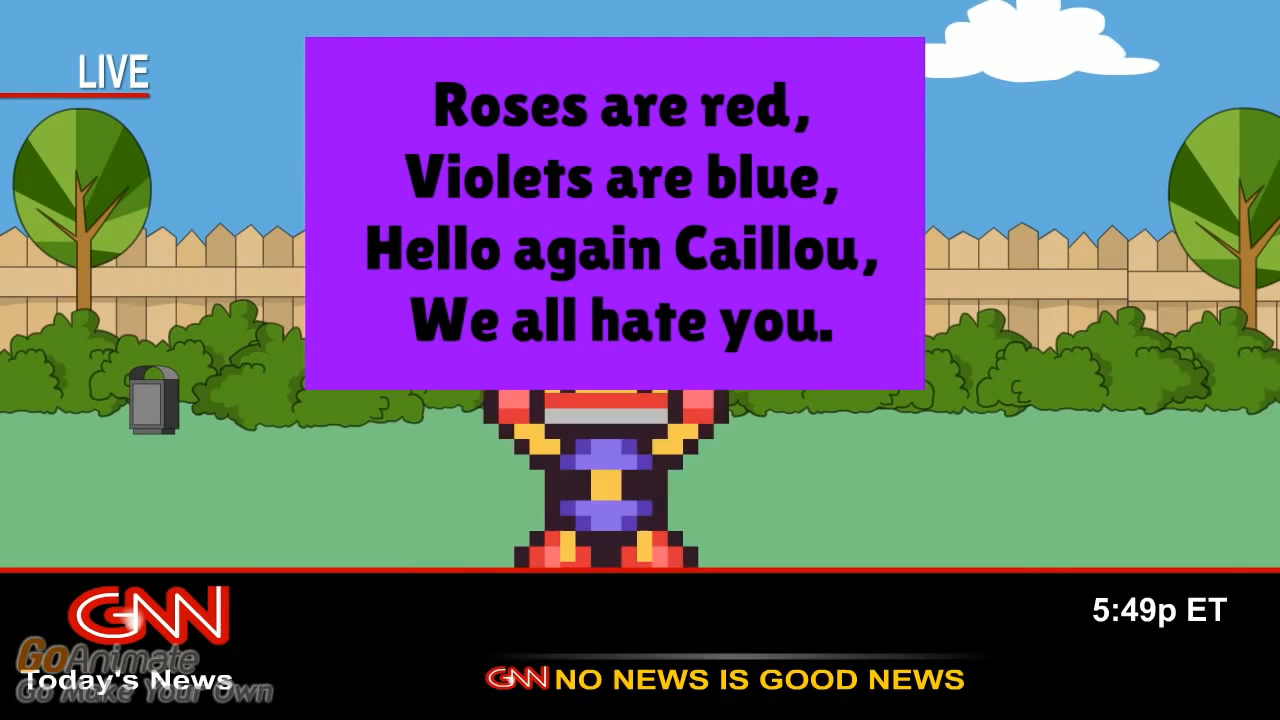 LIVE
Roses are red,
Violets are blue,
Hello again Caillou,
We all hate you.
GNN
5:49p ET
GoAnimate
Today's News
Go Make Your Own
GNN NO NEWS IS GOOD NEWS